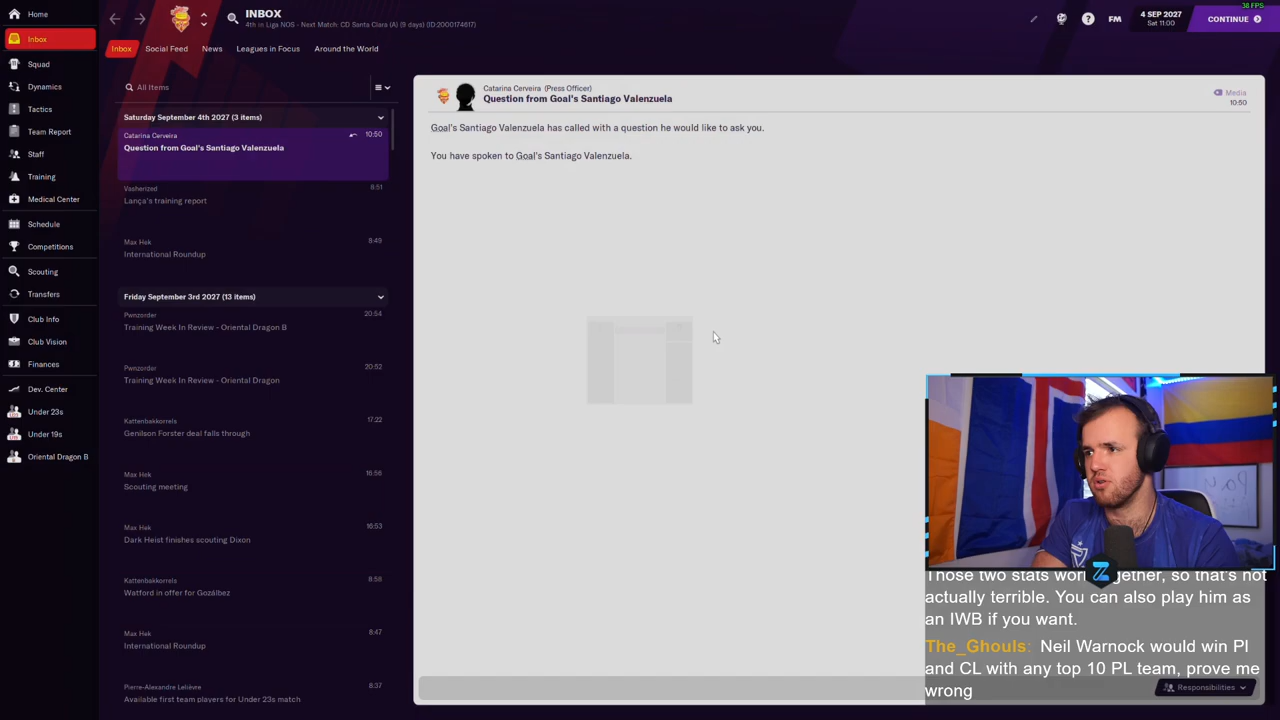 38 FPS
Home
INBOX
4th in Liga NOS - Next Match: CD Santa Clara (A) (5 days) (ID:2000174617)
FM
4 SEP 2027
Sat 11:00
CONTINUE
Inbox
Inbox
Social Feed
News
Leagues in Focus
Around the World
Squad
Dynamics
Tactics
Team Report
Staff
Training
Medical Center
Schedule
Competitions
Scouting
Transfers
Club Info
Club Vision
Finances
Dev. Center
Under 23s
Under 19s
Oriental Dragon B
All Items
Saturday September 4th 2027 (3 items)
Catarina Cerveira 10:50
Question from Goal's Santiago Valenzuela
Vasherized 8:51
Lança's training report
Max Hek 8:49
International Roundup
Friday September 3rd 2027 (13 items)
Pwnzorder 20:54
Training Week In Review - Oriental Dragon B
Pwnzorder 20:52
Training Week In Review - Oriental Dragon
Kattenbakkorrels 17:22
Genilson Forster deal falls through
Max Hek 16:56
Scouting meeting
Max Hek 16:53
Dark Heist finishes scouting Dixon
Kattenbakkorrels 8:58
Watford in offer for Gozálbez
Max Hek 8:47
International Roundup
Pierre-Alexandre Lelièvre 8:37
Available first team players for Under 23s match
Catarina Cerveira (Press Officer)
Question from Goal's Santiago Valenzuela
Media
10:50
Goal's Santiago Valenzuela has called with a question he would like to ask you.
You have spoken to Goal's Santiago Valenzuela.
Those two stats work together, so that's not
actually terrible. You can also play him as
an IWB if you want.
The_Ghouls: Neil Warnock would win Pl
and CL with any top 10 PL team, prove me
wrong
Responsibilities